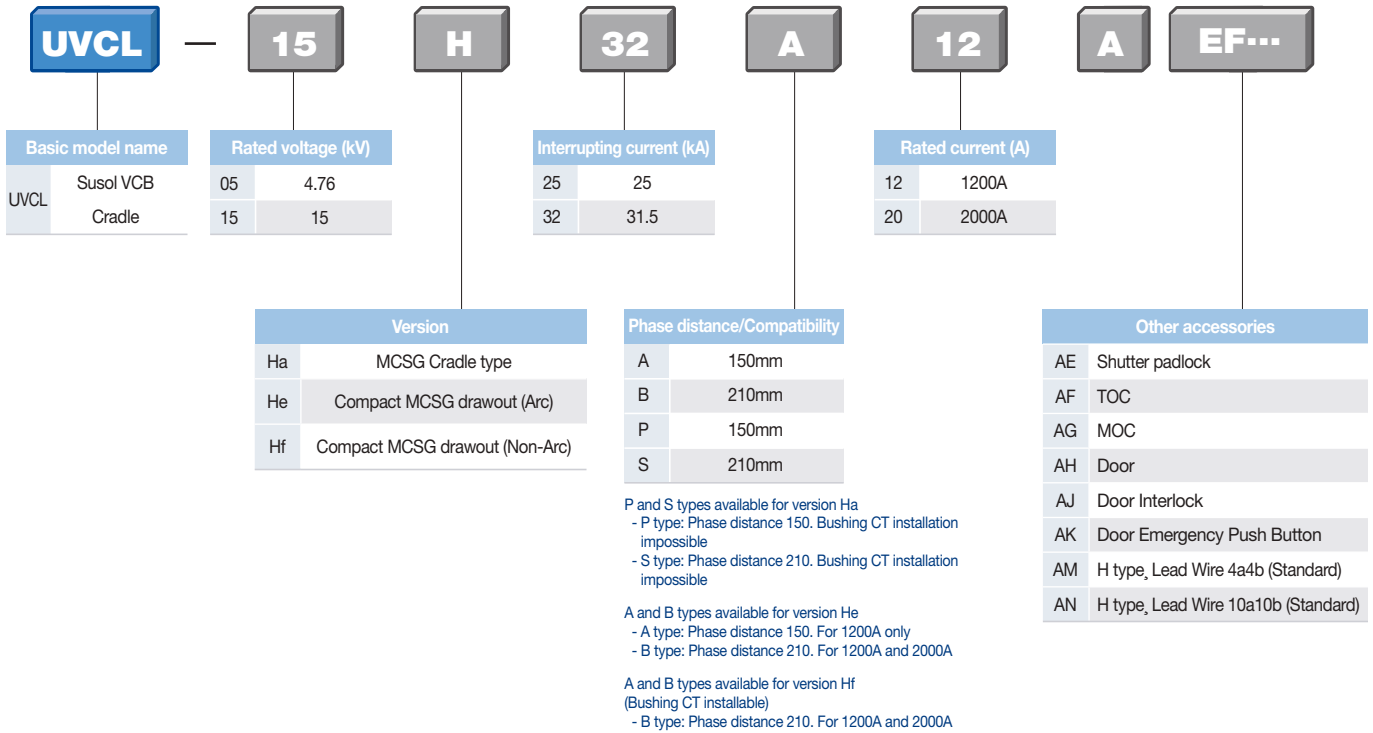 UVCL — 15 H 32 A 12 A EF···
Basic model name
UVCL
Susol VCB
Cradle
Rated voltage (kV)
05 4.76
15 15
Interrupting current (kA)
25 25
32 31.5
Rated current (A)
12 1200A
20 2000A
Version
Ha MCSG Cradle type
He Compact MCSG drawout (Arc)
Hf Compact MCSG drawout (Non-Arc)
Phase distance/Compatibility
A 150mm
B 210mm
P 150mm
S 210mm
P and S types available for version Ha
- P type: Phase distance 150. Bushing CT installation
impossible
- S type: Phase distance 210. Bushing CT installation
impossible
A and B types available for version He
- A type: Phase distance 150. For 1200A only
- B type: Phase distance 210. For 1200A and 2000A
A and B types available for version Hf
(Bushing CT installable)
- B type: Phase distance 210. For 1200A and 2000A
Other accessories
AE Shutter padlock
AF TOC
AG MOC
AH Door
AJ Door Interlock
AK Door Emergency Push Button
AM H type¸ Lead Wire 4a4b (Standard)
AN H type¸ Lead Wire 10a10b (Standard)